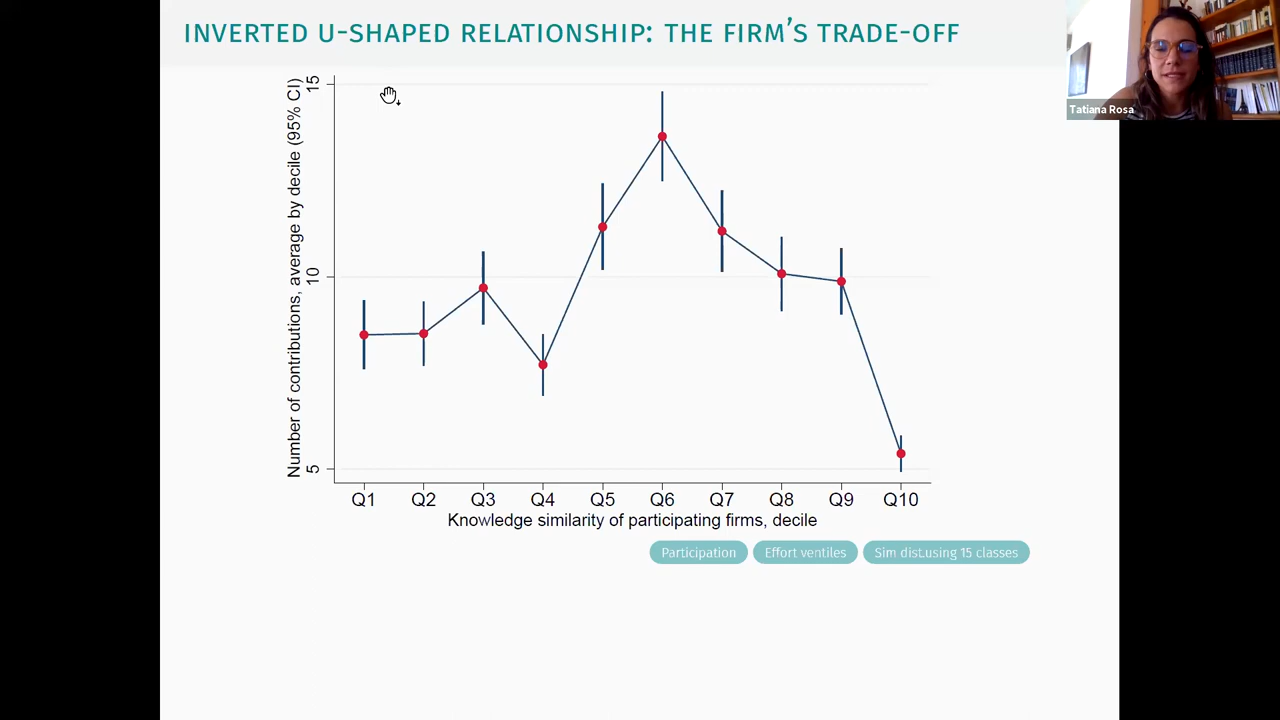 INVERTED U-SHAPED RELATIONSHIP: THE FIRM'S TRADE-OFF
Tatiana Rosa
Number of contributions, average by decile (95% CI)
15
10
5
Q1 Q2 Q3 Q4 Q5 Q6 Q7 Q8 Q9 Q10
Knowledge similarity of participating firms, decile
Participation Effort ventiles Sim dist.using 15 classes